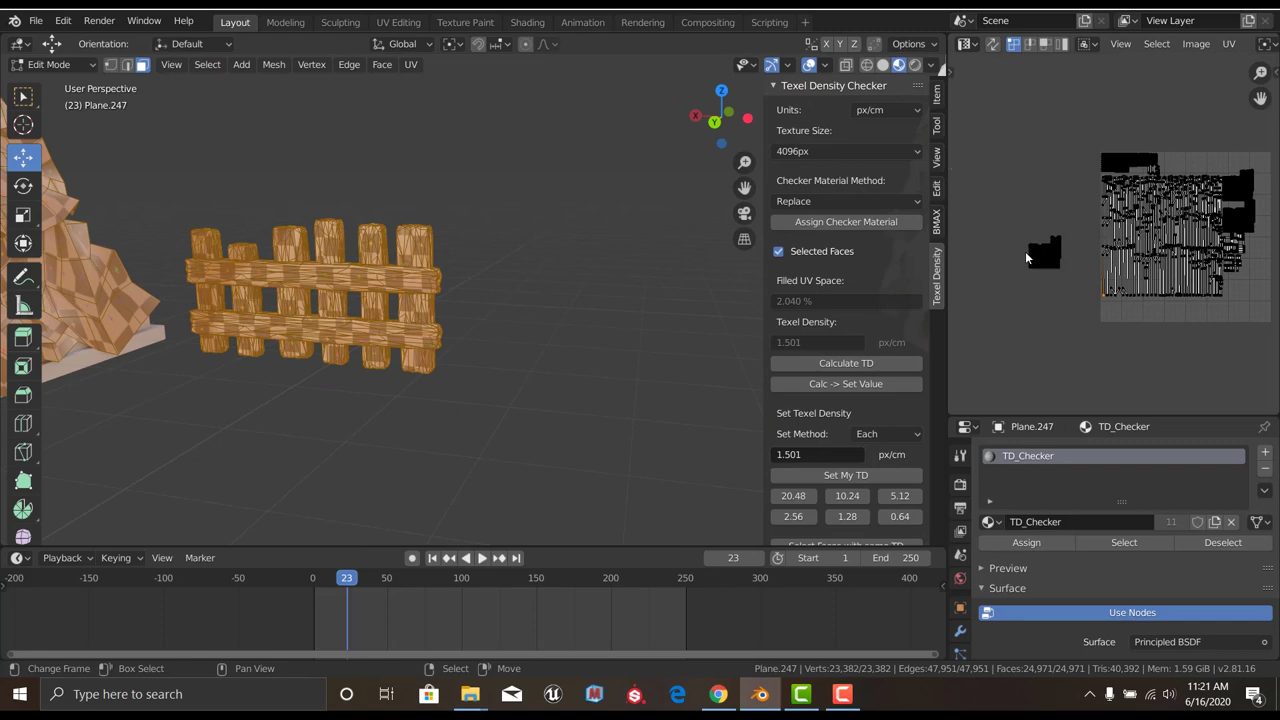 File Edit Render Window Help Layout Modeling Sculpting UV Editing Texture Paint Shading Animation Rendering Compositing Scripting + Scene View Layer
Orientation: Default Global X Y Z Options View Select Image UV
Edit Mode View Select Add Mesh Vertex Edge Face UV
User Perspective
(23) Plane.247
Z
X
Y
Texel Density Checker
Units: px/cm
Texture Size:
4096px
Checker Material Method:
Replace
Assign Checker Material
Selected Faces
Filled UV Space:
2.040 %
Texel Density:
1.501 px/cm
Calculate TD
Calc -> Set Value
Set Texel Density
Set Method: Each
1.501 px/cm
Set My TD
20.48 10.24 5.12
2.56 1.28 0.64
Item
Tool
View
Edit
BMAX
Texel Density
Plane.247 TD_Checker
TD_Checker
TD_Checker 11
Assign Select Deselect
Preview
Surface
Use Nodes
Surface Principled BSDF
Playback Keying View Marker 23 Start 1 End 250
-200 -150 -100 -50 0 23 50 100 150 200 250 300 350 400
Change Frame Box Select Pan View Select Move Plane.247 | Verts:23,382/23,382 | Edges:47,951/47,951 | Faces:24,971/24,971 | Tris:40,392 | Mem: 1.59 GiB | v2.81.16
Type here to search
11:21 AM
6/16/2020
4